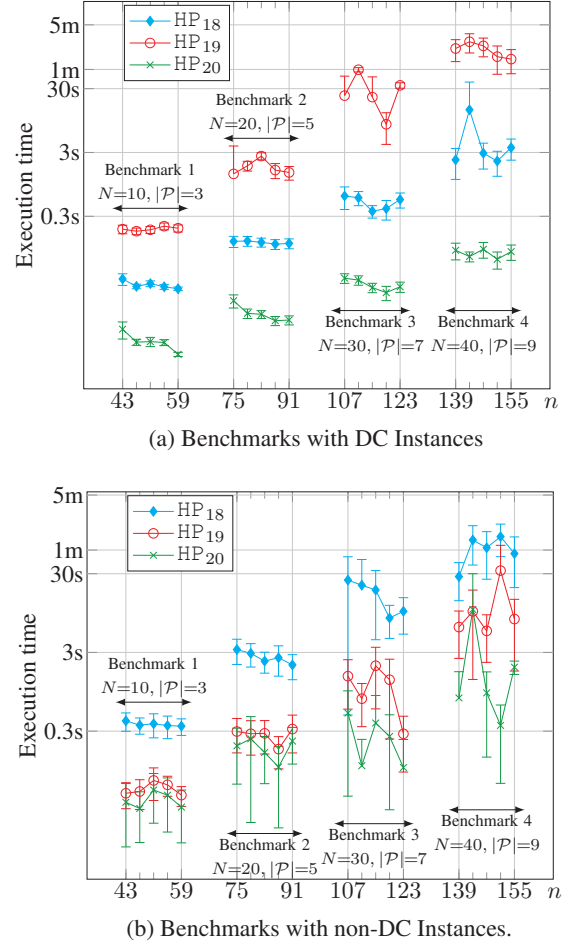 5m
1m
30s
3s
0.3s
Execution time
HP18
HP19
HP20
Benchmark 1
N=10, |P|=3
Benchmark 2
N=20, |P|=5
Benchmark 3
N=30, |P|=7
Benchmark 4
N=40, |P|=9
43 59 75 91 107 123 139 155 n
(a) Benchmarks with DC Instances
5m
1m
30s
3s
0.3s
Execution time
HP18
HP19
HP20
Benchmark 1
N=10, |P|=3
Benchmark 2
N=20, |P|=5
Benchmark 3
N=30, |P|=7
Benchmark 4
N=40, |P|=9
43 59 75 91 107 123 139 155 n
(b) Benchmarks with non-DC Instances.